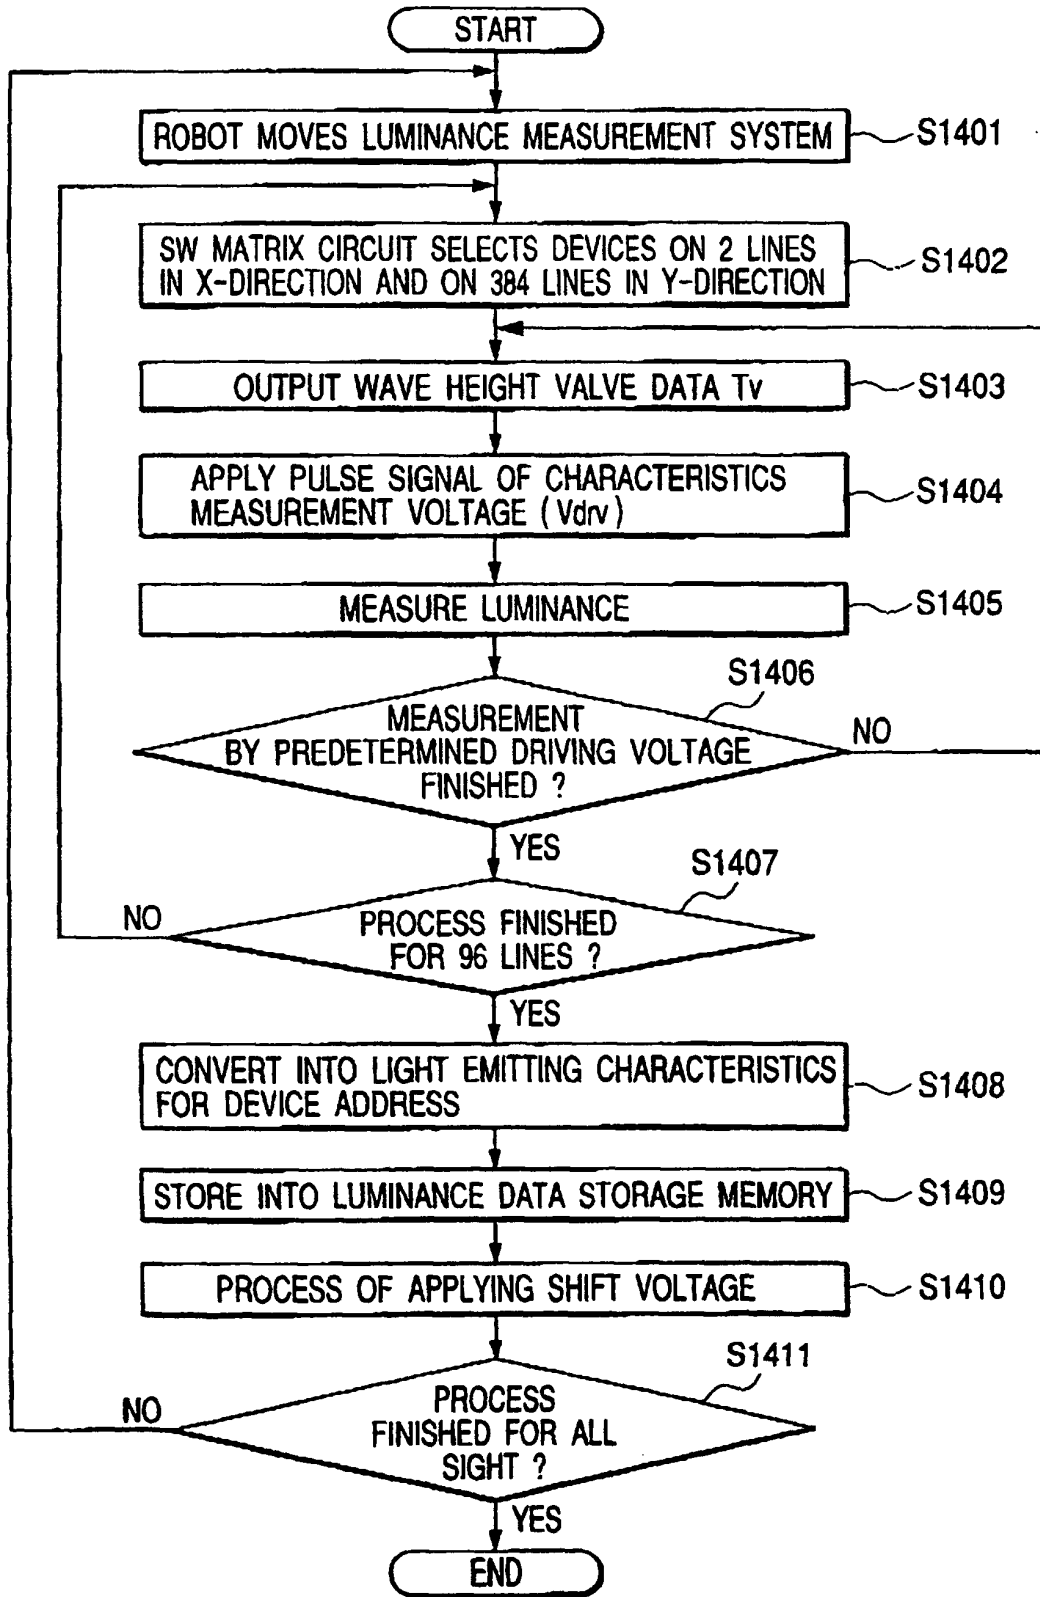 START
ROBOT MOVES LUMINANCE MEASUREMENT SYSTEM
S1401
SW MATRIX CIRCUIT SELECTS DEVICES ON 2 LINES
IN X-DIRECTION AND ON 384 LINES IN Y-DIRECTION
S1402
OUTPUT WAVE HEIGHT VALVE DATA Tv
S1403
APPLY PULSE SIGNAL OF CHARACTERISTICS
MEASUREMENT VOLTAGE (Vdrv)
S1404
MEASURE LUMINANCE
S1405
S1406
MEASUREMENT
BY PREDETERMINED DRIVING VOLTAGE
FINISHED ?
NO
YES
S1407
NO
PROCESS FINISHED
FOR 96 LINES ?
YES
CONVERT INTO LIGHT EMITTING CHARACTERISTICS
FOR DEVICE ADDRESS
S1408
STORE INTO LUMINANCE DATA STORAGE MEMORY
S1409
PROCESS OF APPLYING SHIFT VOLTAGE
S1410
S1411
NO
PROCESS
FINISHED FOR ALL
SIGHT ?
YES
END